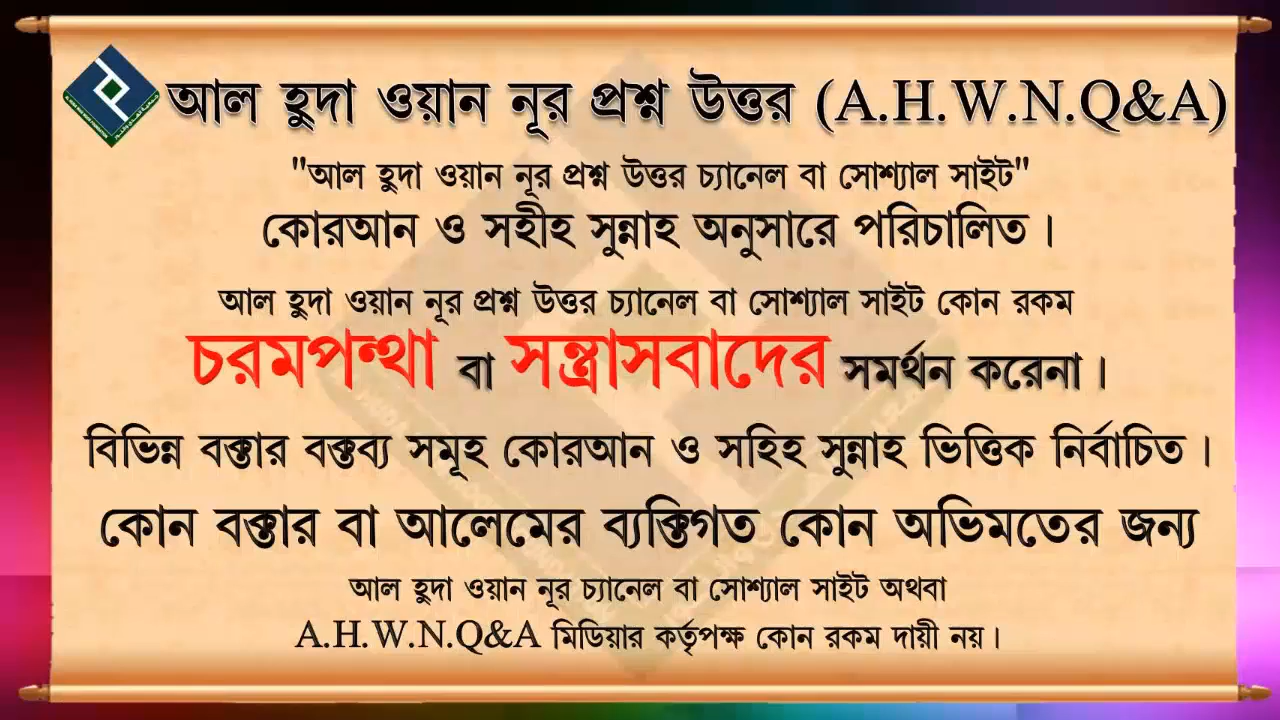 আল হুদা ওয়ান নূর প্রশ্ন উত্তর (A.H.W.N.Q&A)
"আল হুদা ওয়ান নূর প্রশ্ন উত্তর চ্যানেল বা সোশ্যাল সাইট"
কোরআন ও সহীহ সুন্নাহ অনুসারে পরিচালিত।
আল হুদা ওয়ান নূর প্রশ্ন উত্তর চ্যানেল বা সোশ্যাল সাইট কোন রকম
চরমপন্থা বা সন্ত্রাসবাদের সমর্থন করেনা।
বিভিন্ন বক্তার বক্তব্য সমূহ কোরআন ও সহিহ সুন্নাহ ভিত্তিক নির্বাচিত।
কোন বক্তার বা আলেমের ব্যক্তিগত কোন অভিমতের জন্য
আল হুদা ওয়ান নূর চ্যানেল বা সোশ্যাল সাইট অথবা
A.H.W.N.Q&A মিডিয়ার কর্তৃপক্ষ কোন রকম দায়ী নয়।